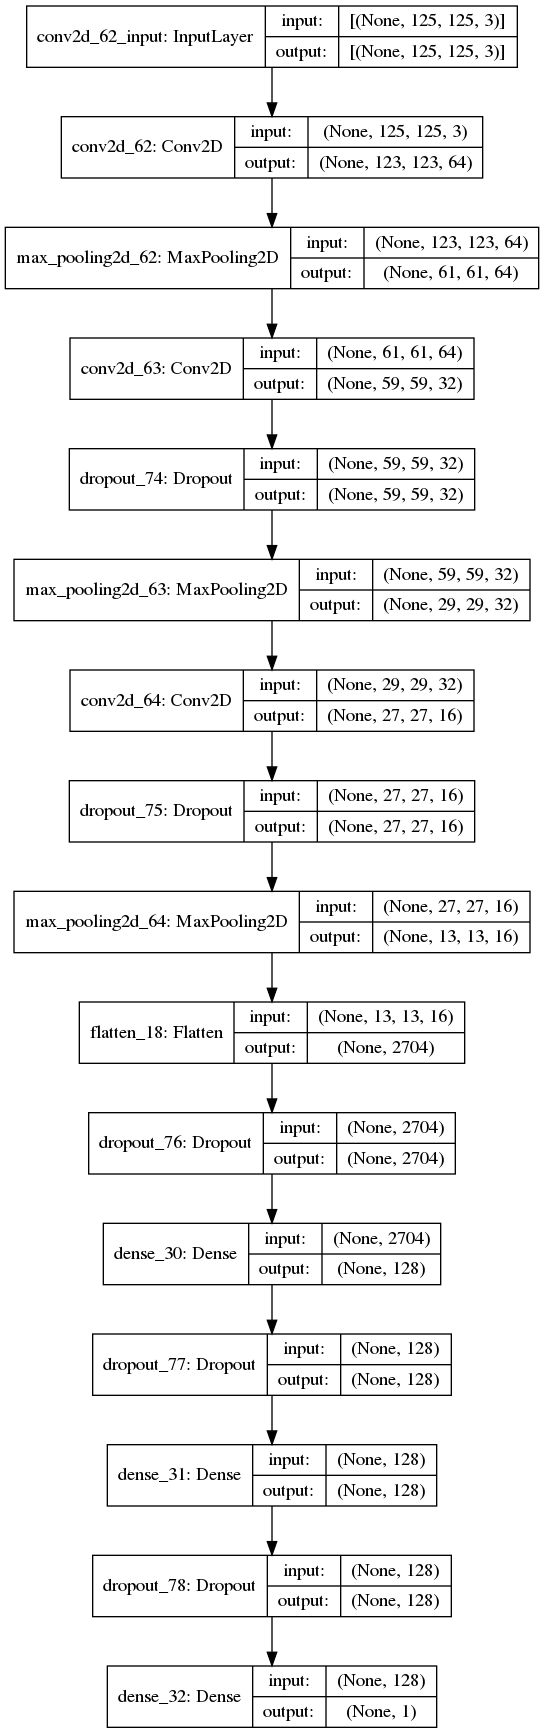 conv2d_62_input: InputLayer input: [(None, 125, 125, 3)]
output: [(None, 125, 125, 3)]
conv2d_62: Conv2D input: (None, 125, 125, 3)
output: (None, 123, 123, 64)
max_pooling2d_62: MaxPooling2D input: (None, 123, 123, 64)
output: (None, 61, 61, 64)
conv2d_63: Conv2D input: (None, 61, 61, 64)
output: (None, 59, 59, 32)
dropout_74: Dropout input: (None, 59, 59, 32)
output: (None, 59, 59, 32)
max_pooling2d_63: MaxPooling2D input: (None, 59, 59, 32)
output: (None, 29, 29, 32)
conv2d_64: Conv2D input: (None, 29, 29, 32)
output: (None, 27, 27, 16)
dropout_75: Dropout input: (None, 27, 27, 16)
output: (None, 27, 27, 16)
max_pooling2d_64: MaxPooling2D input: (None, 27, 27, 16)
output: (None, 13, 13, 16)
flatten_18: Flatten input: (None, 13, 13, 16)
output: (None, 2704)
dropout_76: Dropout input: (None, 2704)
output: (None, 2704)
dense_30: Dense input: (None, 2704)
output: (None, 128)
dropout_77: Dropout input: (None, 128)
output: (None, 128)
dense_31: Dense input: (None, 128)
output: (None, 128)
dropout_78: Dropout input: (None, 128)
output: (None, 128)
dense_32: Dense input: (None, 128)
output: (None, 1)